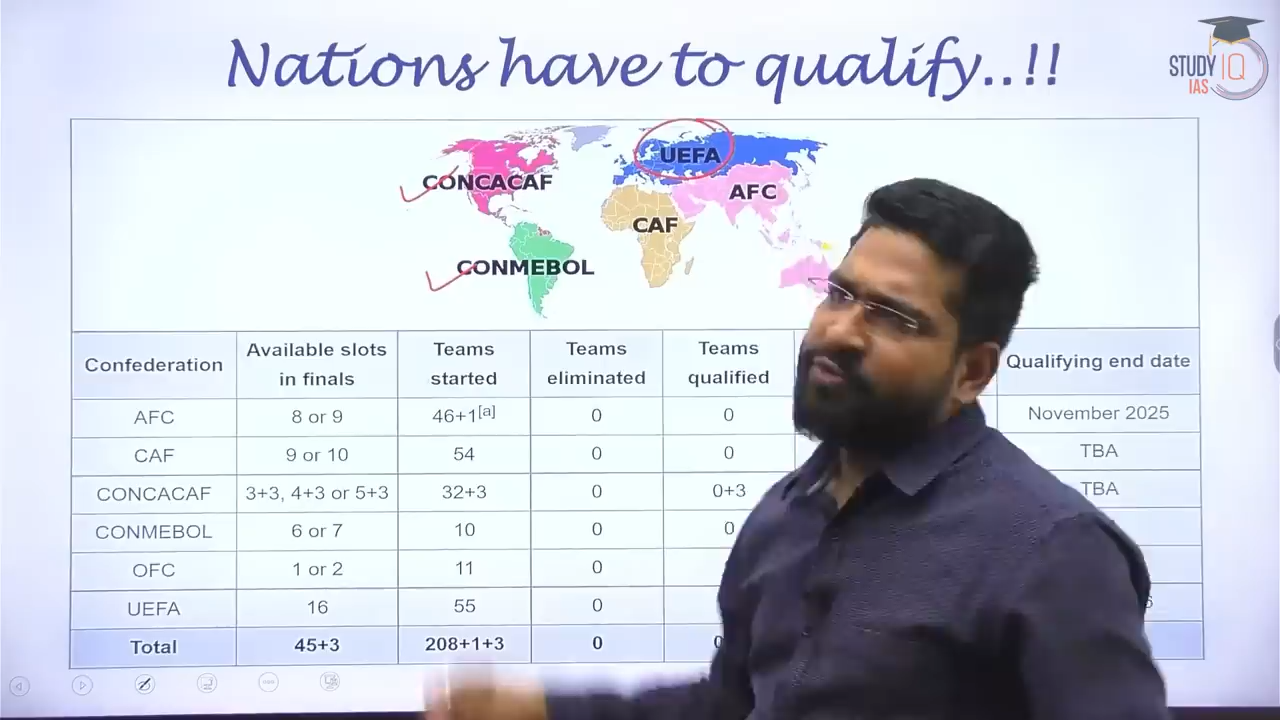 Nations have to qualify..!!
STUDY IQ
IAS
UEFA
CONCACAF
AFC
CAF
CONMEBOL
Confederation Available slots in finals Teams started Teams eliminated Teams qualified Qualifying end date
AFC 8 or 9 46+1[a] 0 0 November 2025
CAF 9 or 10 54 0 0 TBA
CONCACAF 3+3, 4+3 or 5+3 32+3 0 0+3 TBA
CONMEBOL 6 or 7 10 0 0
OFC 1 or 2 11 0
UEFA 16 55 0
Total 45+3 208+1+3 0